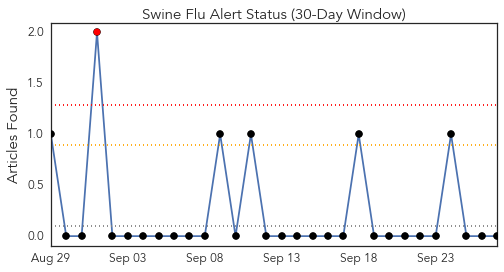 Swine Flu Alert Status (30-Day Window)
Articles Found
2.0
1.5
1.0
0.5
0.0
Aug 29 Sep 03 Sep 08 Sep 13 Sep 18 Sep 23